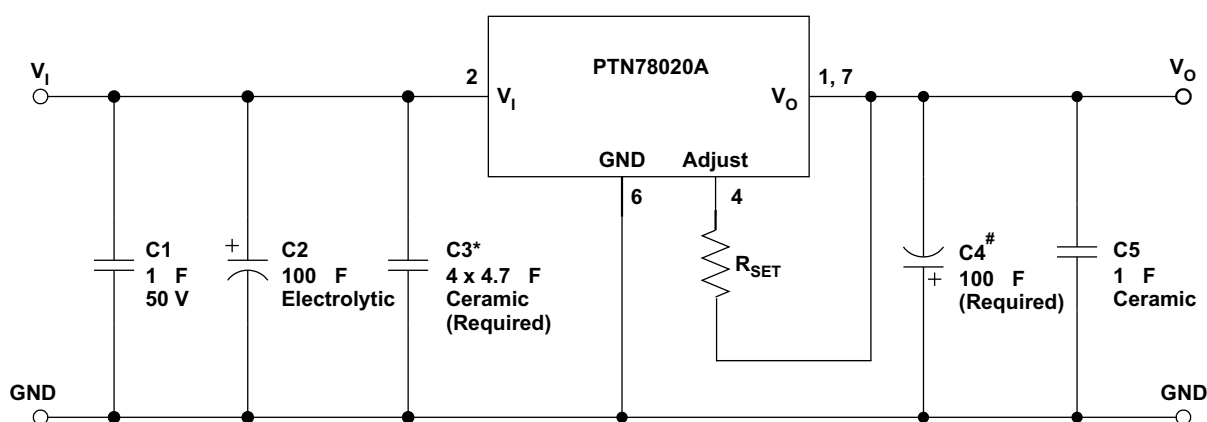 PTN78020A
V_I
2
V_I
V_O
1, 7
V_O
GND
Adjust
6
4
C1
1 F
50 V
+
C2
100 F
Electrolytic
C3*
4 x 4.7 F
Ceramic
(Required)
R_SET
+
C4#
100 F
(Required)
C5
1 F
Ceramic
GND
GND